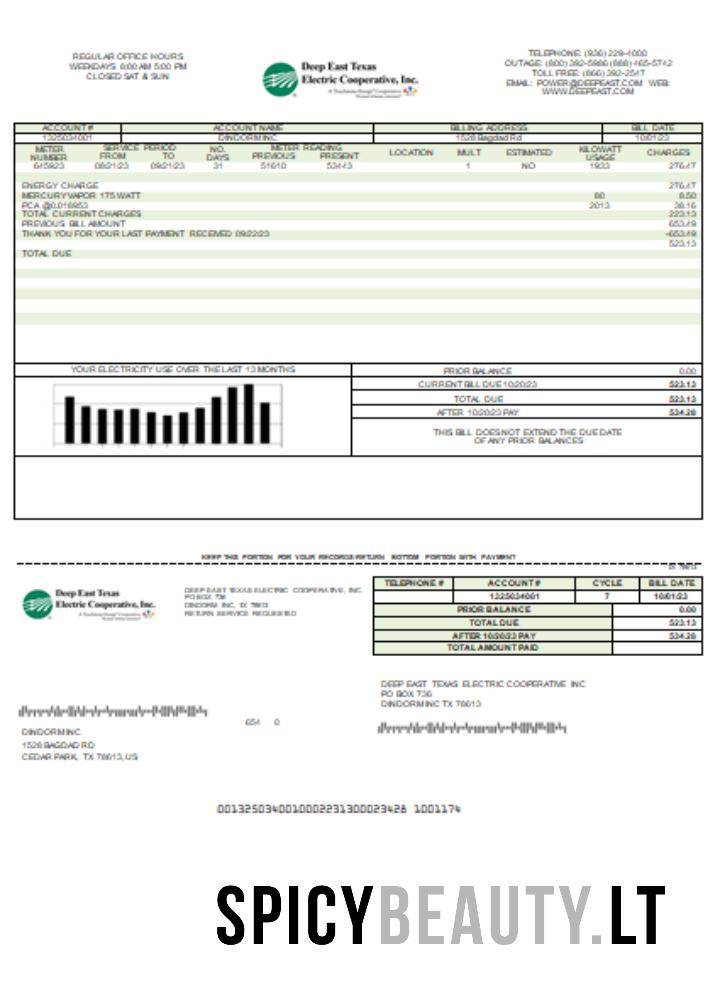 REGULAR OFFICE HOURS
WEEKDAYS 8:00 AM 5:00 PM
CLOSED SAT & SUN
Deep East Texas
Electric Cooperative, Inc.
A Touchstone Energy Cooperative
TELEPHONE: (936) 229-4000
OUTAGE: (800) 392-5986 (888) 465-5742
TOLL FREE: (866) 392-2547
EMAIL: POWER@DEEPEAST.COM WEB:
WWW.DEEPEAST.COM
ACCOUNT # ACCOUNT NAME BILLING ADDRESS BILL DATE
1325034001 DINDORM INC 1528 Bagdad Rd 10/01/23
METER NUMBER SERVICE PERIOD FROM TO NO. DAYS METER READING PREVIOUS PRESENT LOCATION MULT ESTIMATED KILOWATT USAGE CHARGES
645923 08/21/23 09/21/23 31 51610 53443 1 NO 1933 276.47
ENERGY CHARGE 276.47
MERCURY VAPOR 175 WATT 80 8.50
PCA @0.018953 2013 38.16
TOTAL CURRENT CHARGES 223.13
PREVIOUS BILL AMOUNT 653.49
THANK YOU FOR YOUR LAST PAYMENT RECEIVED 09/22/23 -653.49
523.13
TOTAL DUE
YOUR ELECTRICITY USE OVER THE LAST 13 MONTHS
PRIOR BALANCE 0.00
CURRENT BILL DUE 10/20/23 523.13
TOTAL DUE 523.13
AFTER 10/20/23 PAY 534.28
THIS BILL DOES NOT EXTEND THE DUE DATE
OF ANY PRIOR BALANCES
KEEP THIS PORTION FOR YOUR RECORDS-RETURN BOTTOM PORTION WITH PAYMENT
TX 78613
Deep East Texas
Electric Cooperative, Inc.
A Touchstone Energy Cooperative
DEEP EAST TEXAS ELECTRIC COOPERATIVE, INC.
PO BOX 736
DINDORM INC, TX 78613
RETURN SERVICE REQUESTED
TELEPHONE # ACCOUNT # CYCLE BILL DATE
1325034001 7 10/01/23
PRIOR BALANCE 0.00
TOTAL DUE 523.13
AFTER 10/20/23 PAY 534.28
TOTAL AMOUNT PAID
DEEP EAST TEXAS ELECTRIC COOPERATIVE INC
PO BOX 736
DINDORM INC TX 78613
654 0
DINDORM INC
1528 BAGDAD RD
CEDAR PARK, TX 78613, US
0013250340010002231300023428 1001174
SPICYBEAUTY.LT